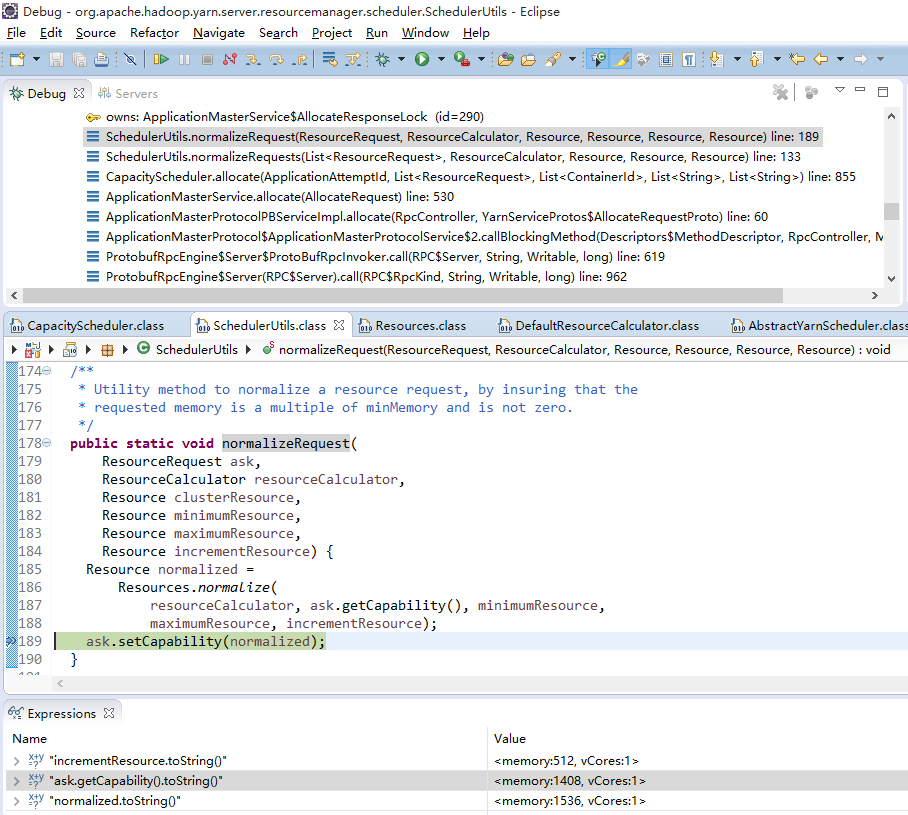 Debug - org.apache.hadoop.yarn.server.resourcemanager.scheduler.SchedulerUtils - Eclipse
File Edit Source Refactor Navigate Search Project Run Window Help
Debug Servers
owns: ApplicationMasterService$AllocateResponseLock (id=290)
SchedulerUtils.normalizeRequest(ResourceRequest, ResourceCalculator, Resource, Resource, Resource, Resource) line: 189
SchedulerUtils.normalizeRequests(List<ResourceRequest>, ResourceCalculator, Resource, Resource, Resource) line: 133
CapacityScheduler.allocate(ApplicationAttemptId, List<ResourceRequest>, List<ContainerId>, List<String>, List<String>) line: 855
ApplicationMasterService.allocate(AllocateRequest) line: 530
ApplicationMasterProtocolPBServiceImpl.allocate(RpcController, YarnServiceProtos$AllocateRequestProto) line: 60
ApplicationMasterProtocol$ApplicationMasterProtocolService$2.callBlockingMethod(Descriptors$MethodDescriptor, RpcController, M
ProtobufRpcEngine$Server$ProtoBufRpcInvoker.call(RPC$Server, String, Writable, long) line: 619
ProtobufRpcEngine$Server(RPC$Server).call(RPC$RpcKind, String, Writable, long) line: 962
CapacityScheduler.class SchedulerUtils.class Resources.class DefaultResourceCalculator.class AbstractYarnScheduler.class
SchedulerUtils normalizeRequest(ResourceRequest, ResourceCalculator, Resource, Resource, Resource, Resource) : void
174 /**
175 * Utility method to normalize a resource request, by insuring that the
176 * requested memory is a multiple of minMemory and is not zero.
177 */
178 public static void normalizeRequest(
179 ResourceRequest ask,
180 ResourceCalculator resourceCalculator,
181 Resource clusterResource,
182 Resource minimumResource,
183 Resource maximumResource,
184 Resource incrementResource) {
185 Resource normalized =
186 Resources.normalize(
187 resourceCalculator, ask.getCapability(), minimumResource,
188 maximumResource, incrementResource);
189 ask.setCapability(normalized);
190 }
Expressions
Name Value
"incrementResource.toString()" <memory:512, vCores:1>
"ask.getCapability().toString()" <memory:1408, vCores:1>
"normalized.toString()" <memory:1536, vCores:1>